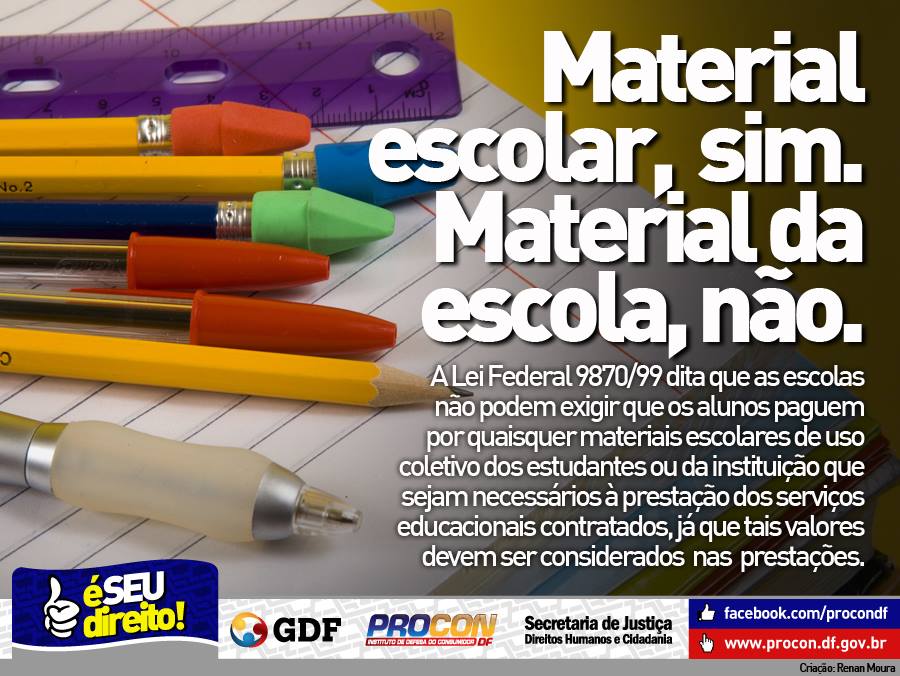 Material
escolar, sim.
Material da
escola, não.
A Lei Federal 9870/99 dita que as escolas
não podem exigir que os alunos paguem
por quaisquer materiais escolares de uso
coletivo dos estudantes ou da instituição que
sejam necessários à prestação dos serviços
educacionais contratados, já que tais valores
devem ser considerados nas prestações.
No.2
é SEU
direito!
GDF
PROCON DF
INSTITUTO DE DEFESA DO CONSUMIDOR
Secretaria de Justiça
Direitos Humanos e Cidadania
facebook.com/procondf
www.procon.df.gov.br
Criação: Renan Moura